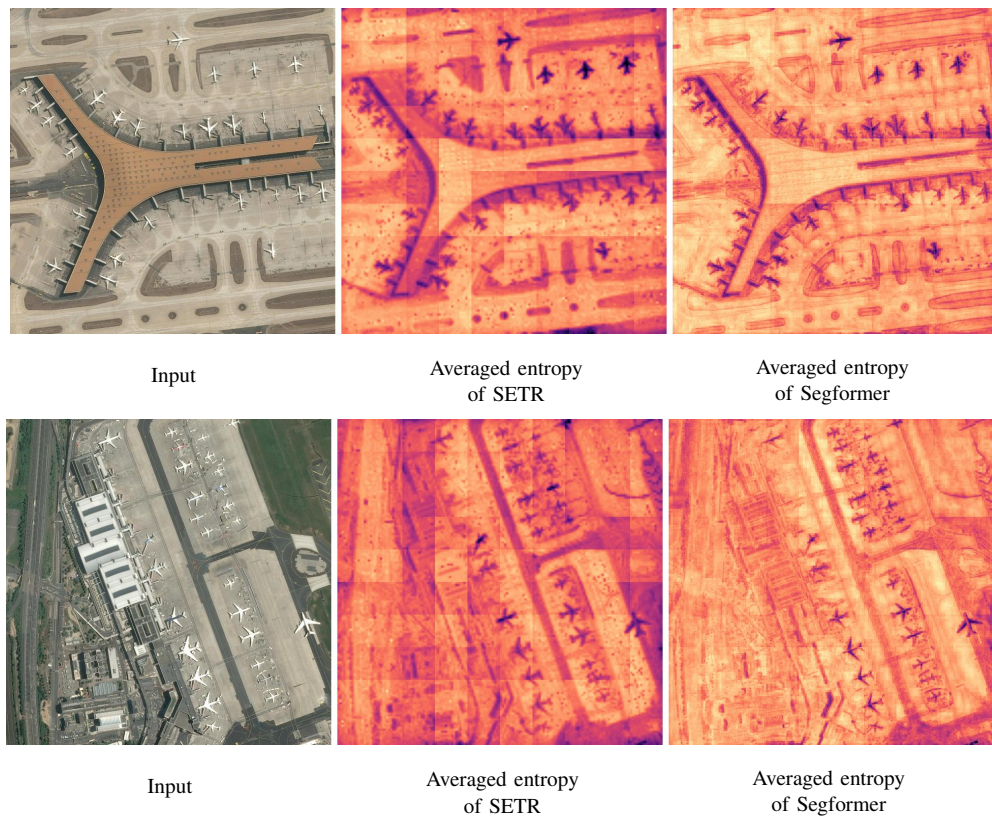 Input
Averaged entropy
of SETR
Averaged entropy
of Segformer
Input
Averaged entropy
of SETR
Averaged entropy
of Segformer